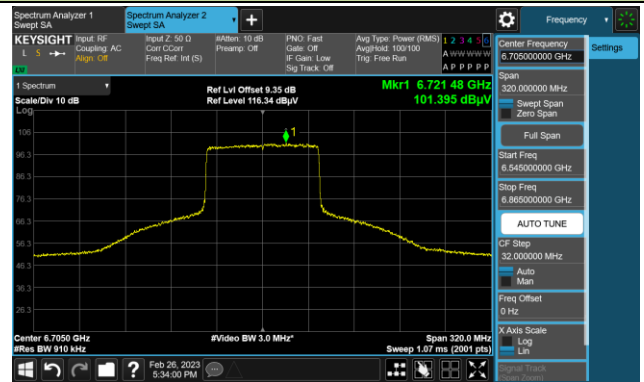 Spectrum Analyzer 1
Swept SA
Spectrum Analyzer 2
Swept SA
Frequency
KEYSIGHT
L S
Input: RF
Coupling: AC
Align: Off
Input Z: 50 Ω
Corr CCorr
Freq Ref: Int (S)
#Atten: 10 dB
Preamp: Off
PNO: Fast
Gate: Off
IF Gain: Low
Sig Track: Off
Avg Type: Power (RMS)
Avg|Hold: 100/100
Trig: Free Run
1 2 3 4 5 6
A W W W W W
A P P P P P
1 Spectrum
Scale/Div 10 dB
Log
Ref Lvl Offset 9.35 dB
Ref Level 116.34 dBµV
Mkr1 6.721 48 GHz
101.395 dBµV
1
106
96.3
86.3
76.3
66.3
56.3
46.3
36.3
26.3
Center 6.7050 GHz
#Res BW 910 kHz
#Video BW 3.0 MHz*
Span 320.0 MHz
Sweep 1.07 ms (2001 pts)
Feb 26, 2023
5:34:00 PM
Center Frequency
6.705000000 GHz
Settings
Span
320.000000 MHz
Swept Span
Zero Span
Full Span
Start Freq
6.545000000 GHz
Stop Freq
6.865000000 GHz
AUTO TUNE
CF Step
32.000000 MHz
Auto
Man
Freq Offset
0 Hz
X Axis Scale
Log
Lin
Signal Track
(Span Zoom)